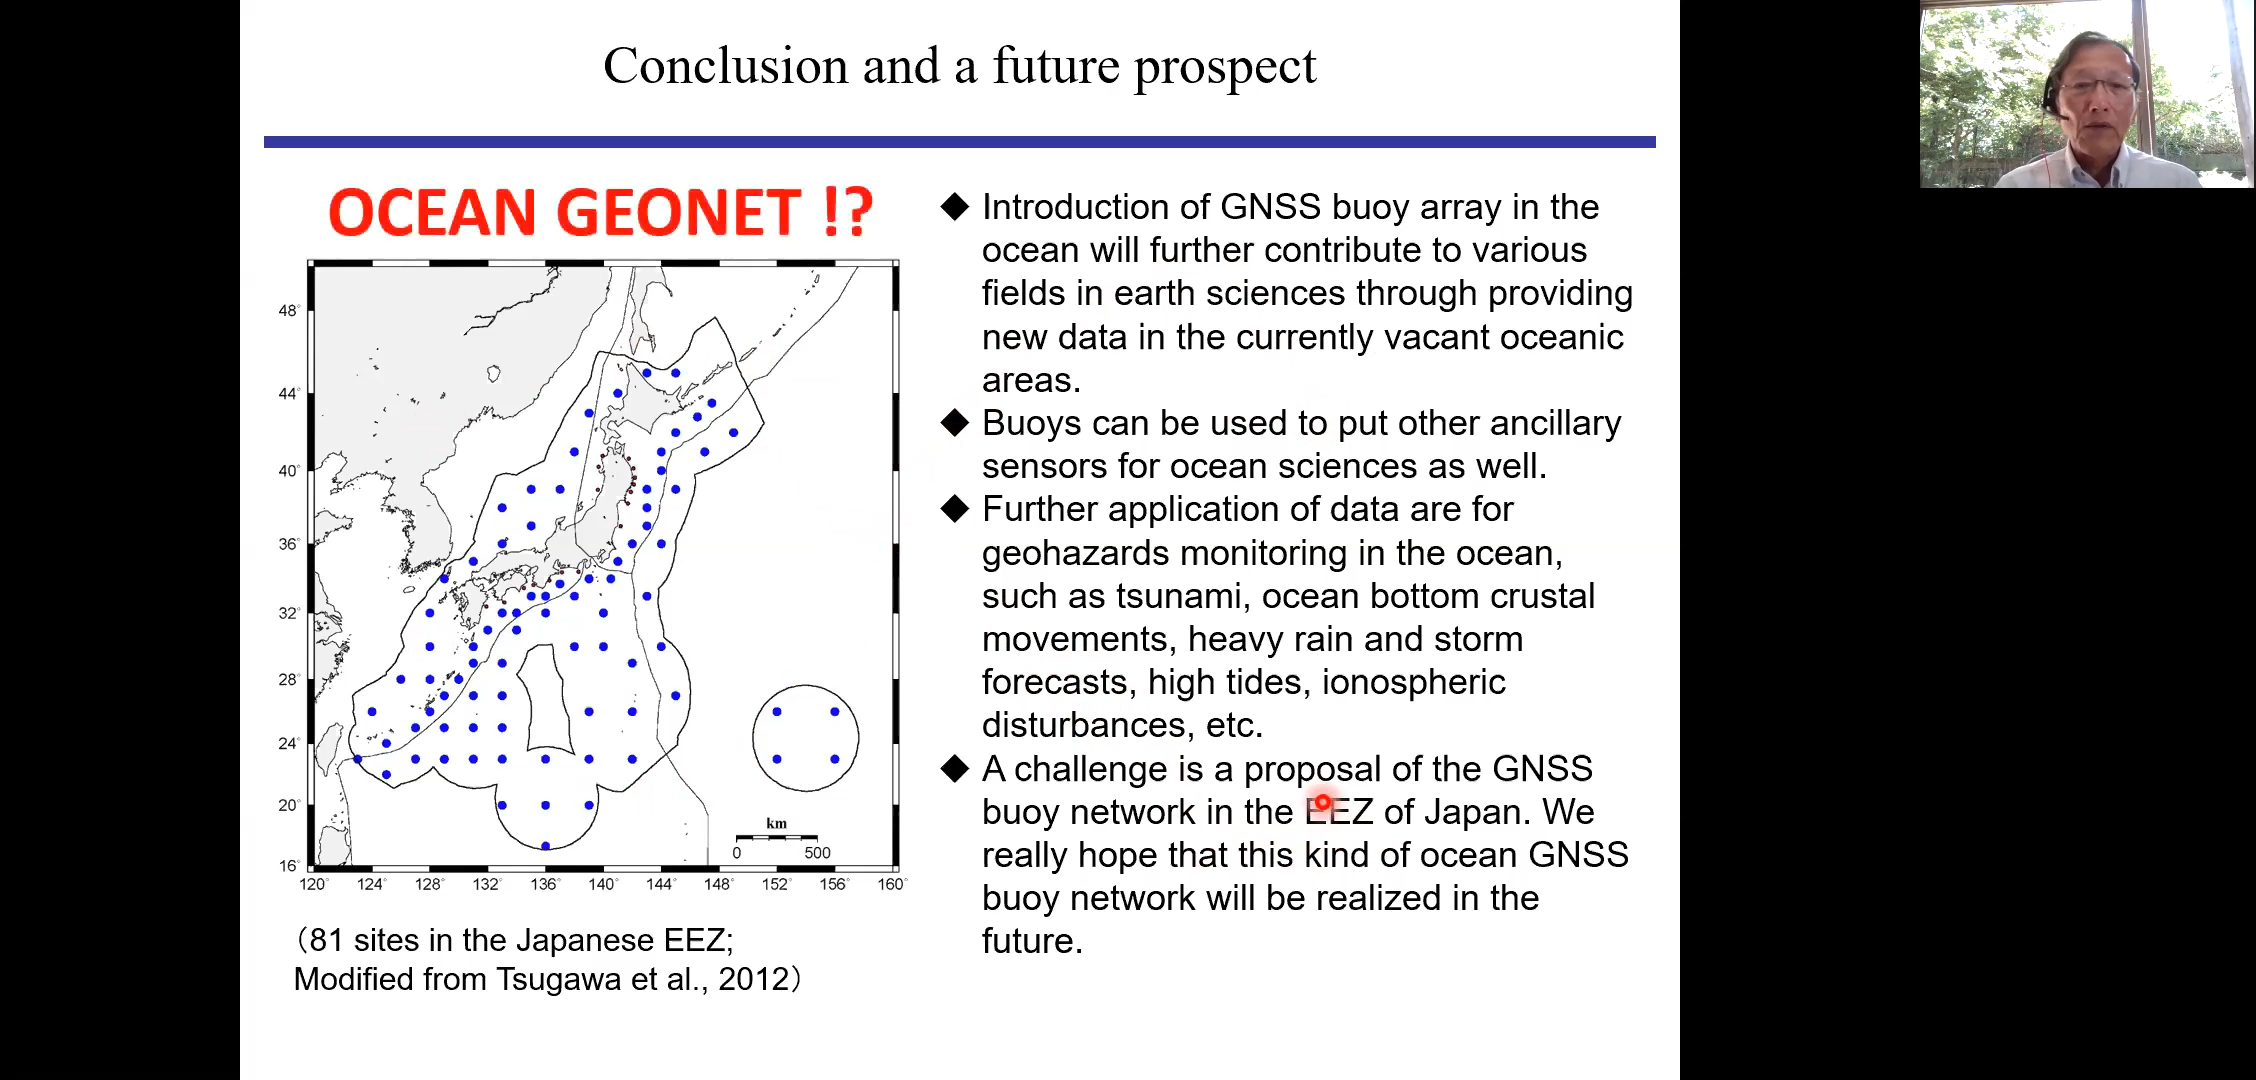 Conclusion and a future prospect
OCEAN GEONET !?
48°
44°
40°
36°
32°
28°
24°
20°
16°
120° 124° 128° 132° 136° 140° 144° 148° 152° 156° 160°
km
0 500
（81 sites in the Japanese EEZ;
Modified from Tsugawa et al., 2012）
◆ Introduction of GNSS buoy array in the
ocean will further contribute to various
fields in earth sciences through providing
new data in the currently vacant oceanic
areas.
◆ Buoys can be used to put other ancillary
sensors for ocean sciences as well.
◆ Further application of data are for
geohazards monitoring in the ocean,
such as tsunami, ocean bottom crustal
movements, heavy rain and storm
forecasts, high tides, ionospheric
disturbances, etc.
◆ A challenge is a proposal of the GNSS
buoy network in the EEZ of Japan. We
really hope that this kind of ocean GNSS
buoy network will be realized in the
future.